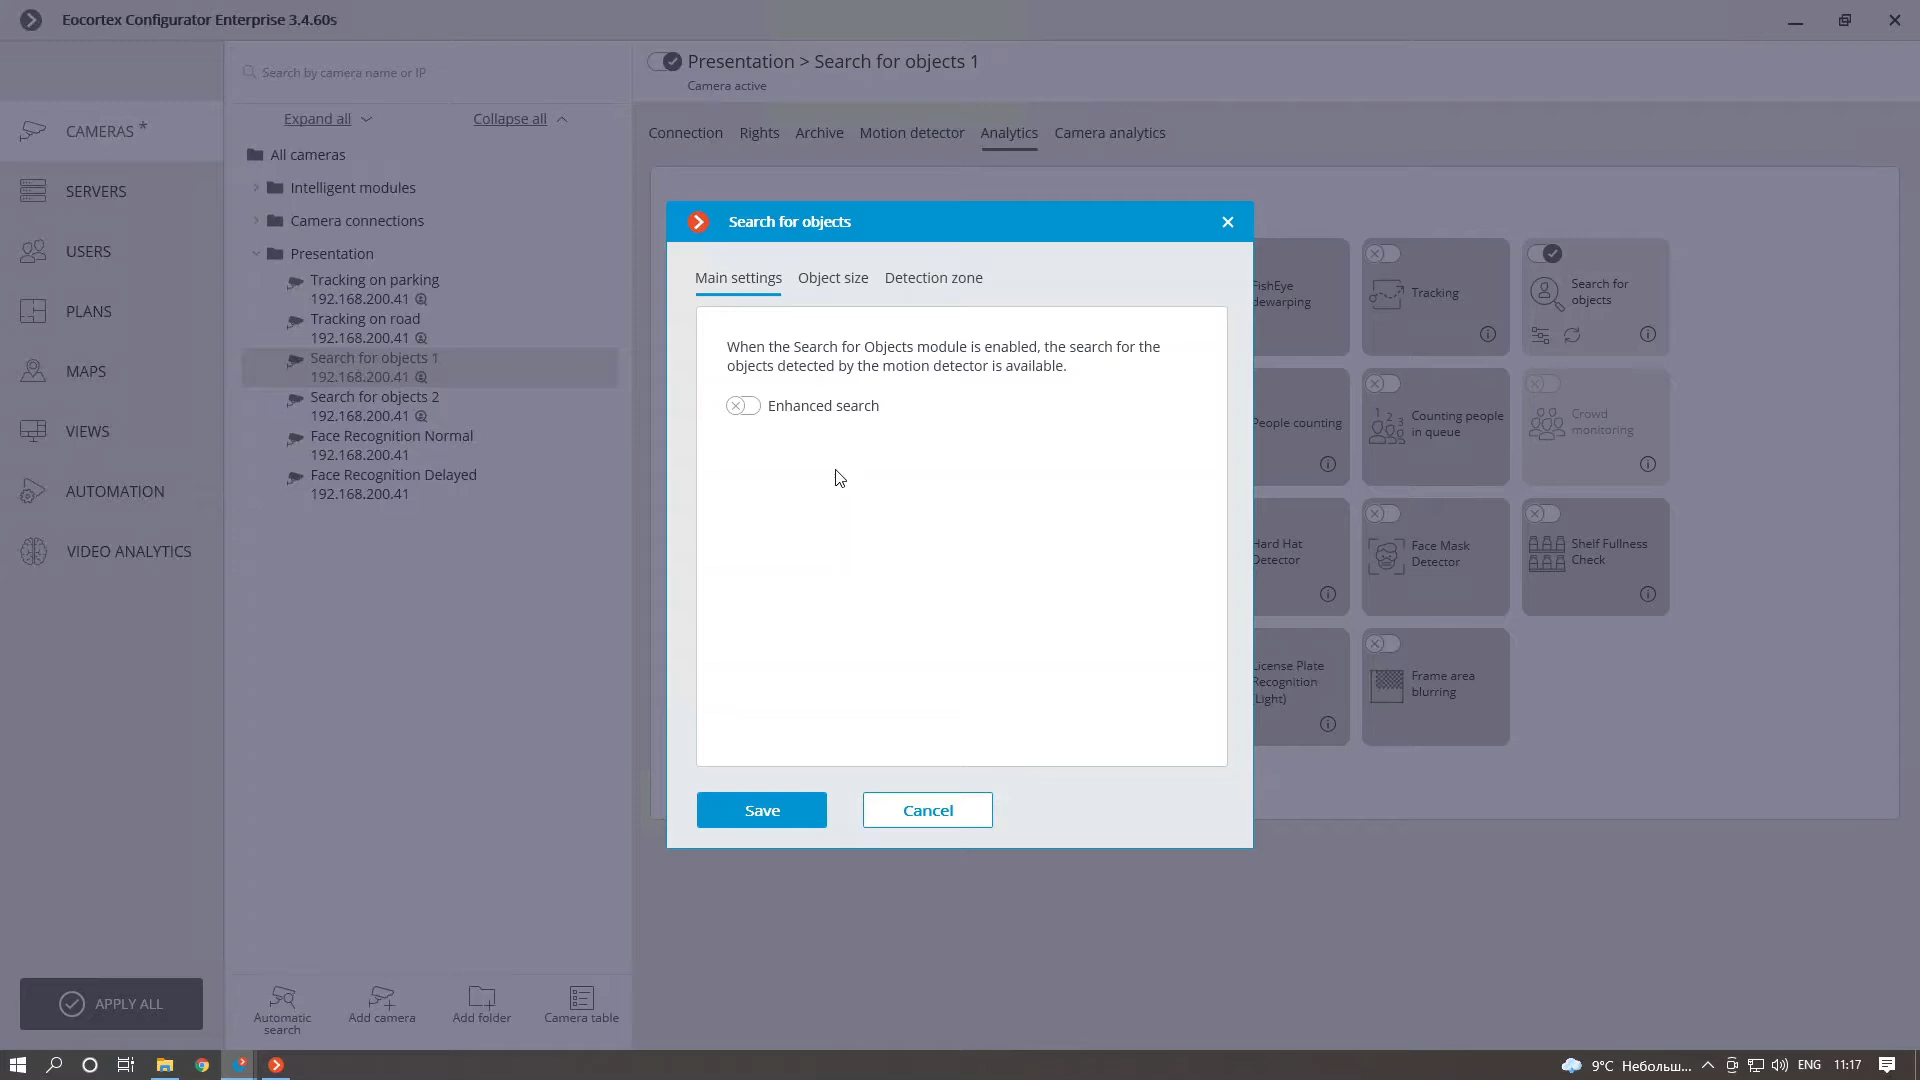 Eocortex Configurator Enterprise 3.4.60s
Search by camera name or IP
Expand all
Collapse all
CAMERAS *
SERVERS
USERS
PLANS
MAPS
VIEWS
AUTOMATION
VIDEO ANALYTICS
APPLY ALL
All cameras
Intelligent modules
Camera connections
Presentation
Tracking on parking
192.168.200.41
Tracking on road
192.168.200.41
Search for objects 1
192.168.200.41
Search for objects 2
192.168.200.41
Face Recognition Normal
192.168.200.41
Face Recognition Delayed
192.168.200.41
Automatic
search
Add camera
Add folder
Camera table
Presentation > Search for objects 1
Camera active
Connection Rights Archive Motion detector Analytics Camera analytics
Search for objects
Main settings Object size Detection zone
When the Search for Objects module is enabled, the search for the
objects detected by the motion detector is available.
Enhanced search
Save
Cancel
FishEye
dewarping
Tracking
Search for
objects
People counting
Counting people
in queue
Crowd
monitoring
Hard Hat
Detector
Face Mask
Detector
Shelf Fullness
Check
License Plate
Recognition
(Light)
Frame area
blurring
9°C Небольш...
ENG
11:17